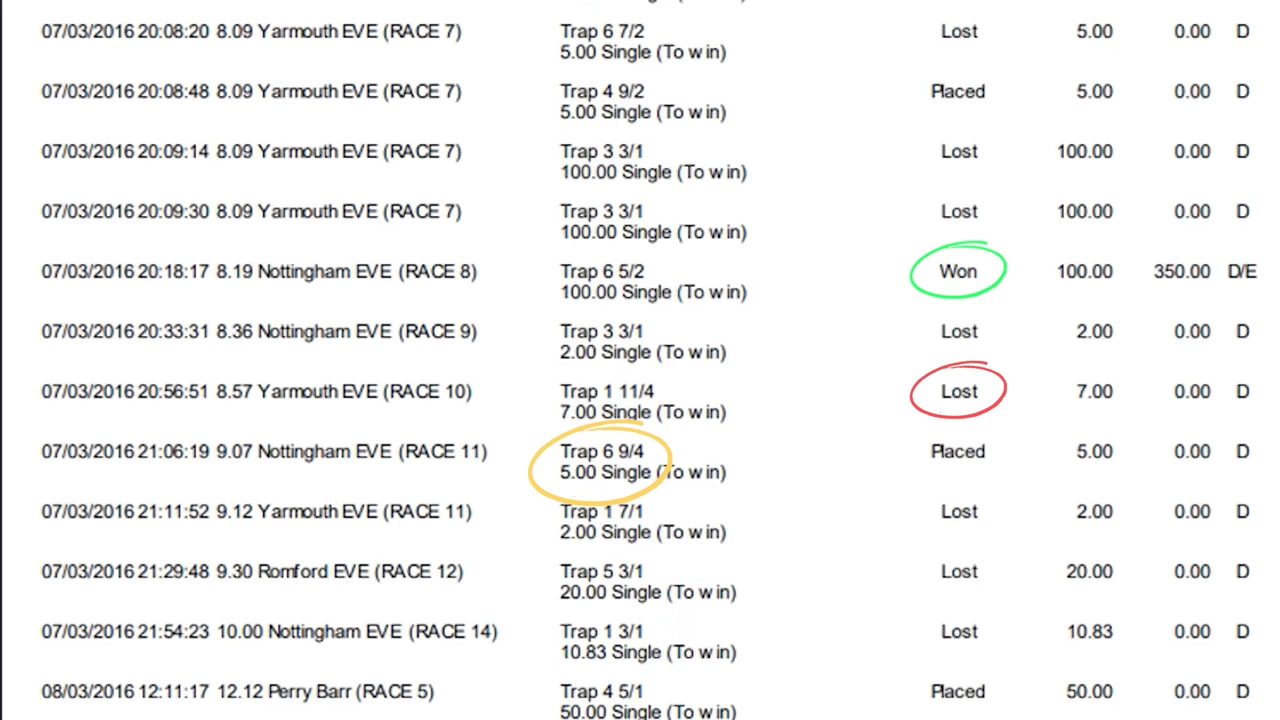 07/03/2016 20:08:20 8.09 Yarmouth EVE (RACE 7) Trap 6 7/2 Lost 5.00 0.00 D
5.00 Single (To win)
07/03/2016 20:08:48 8.09 Yarmouth EVE (RACE 7) Trap 4 9/2 Placed 5.00 0.00 D
5.00 Single (To win)
07/03/2016 20:09:14 8.09 Yarmouth EVE (RACE 7) Trap 3 3/1 Lost 100.00 0.00 D
100.00 Single (To win)
07/03/2016 20:09:30 8.09 Yarmouth EVE (RACE 7) Trap 3 3/1 Lost 100.00 0.00 D
100.00 Single (To win)
07/03/2016 20:18:17 8.19 Nottingham EVE (RACE 8) Trap 6 5/2 Won 100.00 350.00 D/E
100.00 Single (To win)
07/03/2016 20:33:31 8.36 Nottingham EVE (RACE 9) Trap 3 3/1 Lost 2.00 0.00 D
2.00 Single (To win)
07/03/2016 20:56:51 8.57 Yarmouth EVE (RACE 10) Trap 1 11/4 Lost 7.00 0.00 D
7.00 Single (To win)
07/03/2016 21:06:19 9.07 Nottingham EVE (RACE 11) Trap 6 9/4 Placed 5.00 0.00 D
5.00 Single (To win)
07/03/2016 21:11:52 9.12 Yarmouth EVE (RACE 11) Trap 1 7/1 Lost 2.00 0.00 D
2.00 Single (To win)
07/03/2016 21:29:48 9.30 Romford EVE (RACE 12) Trap 5 3/1 Lost 20.00 0.00 D
20.00 Single (To win)
07/03/2016 21:54:23 10.00 Nottingham EVE (RACE 14) Trap 1 3/1 Lost 10.83 0.00 D
10.83 Single (To win)
08/03/2016 12:11:17 12.12 Perry Barr (RACE 5) Trap 4 5/1 Placed 50.00 0.00 D
50.00 Single (To win)